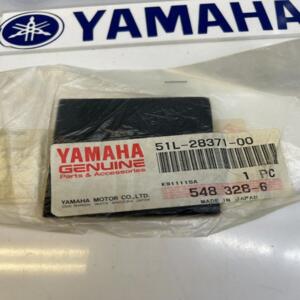 YAMAHA
51L-28371-00
YAMAHA
GENUINE
Parts & Accessories
1 PC
YAMAHA MOTOR CO., LTD.
548 328-6
MADE IN JAPAN